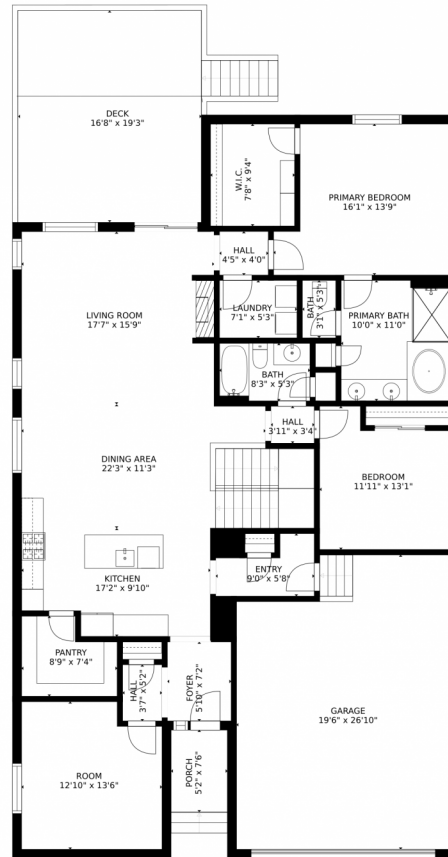 DECK
16'8" x 19'3"
W.I.C.
7'8" x 9'4"
PRIMARY BEDROOM
16'1" x 13'9"
HALL
4'5" x 4'0"
LIVING ROOM
17'7" x 15'9"
LAUNDRY
7'1" x 5'3"
BATH
3'1" x 5'3"
PRIMARY BATH
10'0" x 11'0"
BATH
8'3" x 5'3"
HALL
3'11" x 3'4"
DINING AREA
22'3" x 11'3"
BEDROOM
11'11" x 13'1"
KITCHEN
17'2" x 9'10"
ENTRY
9'0" x 5'8"
PANTRY
8'9" x 7'4"
HALL
3'7" x 5'2"
FOYER
5'10" x 7'2"
GARAGE
19'6" x 26'10"
ROOM
12'10" x 13'6"
PORCH
5'2" x 7'6"